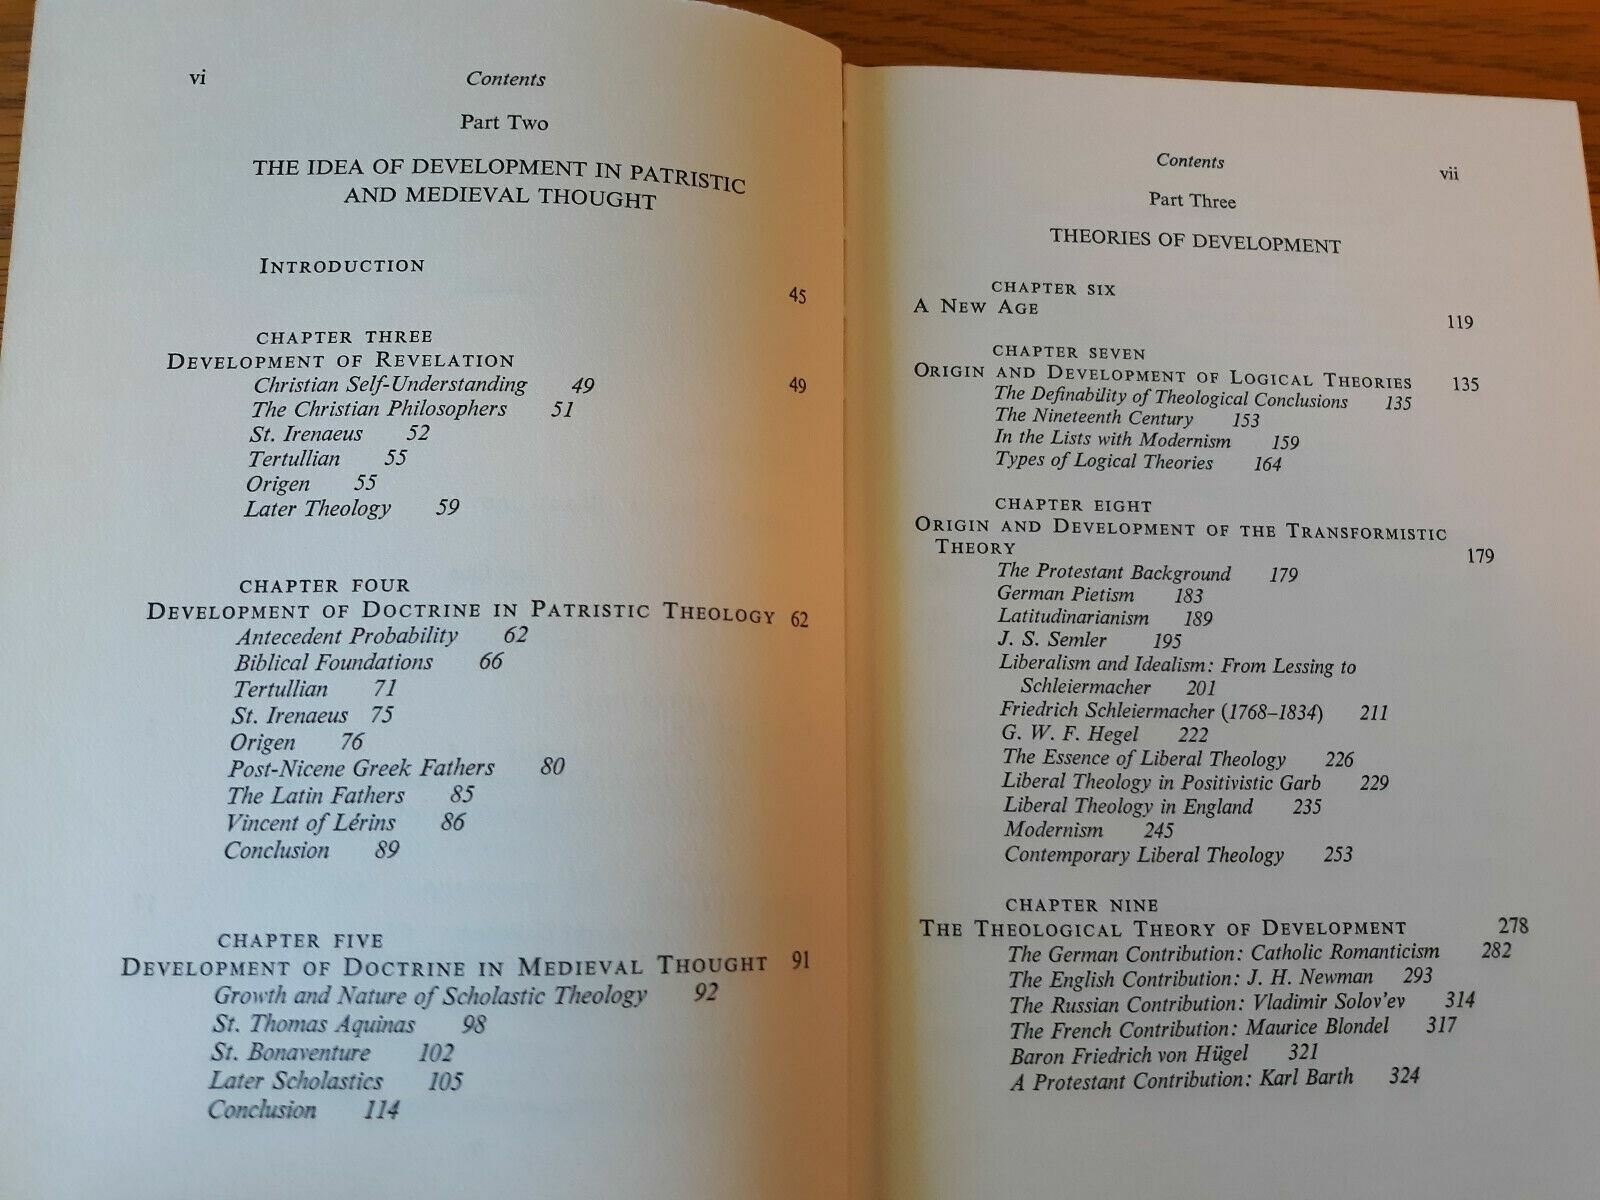 vi Contents
Part Two
THE IDEA OF DEVELOPMENT IN PATRISTIC
AND MEDIEVAL THOUGHT
INTRODUCTION 45
CHAPTER THREE
DEVELOPMENT OF REVELATION 49
Christian Self-Understanding 49
The Christian Philosophers 51
St. Irenaeus 52
Tertullian 55
Origen 55
Later Theology 59
CHAPTER FOUR
DEVELOPMENT OF DOCTRINE IN PATRISTIC THEOLOGY 62
Antecedent Probability 62
Biblical Foundations 66
Tertullian 71
St. Irenaeus 75
Origen 76
Post-Nicene Greek Fathers 80
The Latin Fathers 85
Vincent of Lérins 86
Conclusion 89
CHAPTER FIVE
DEVELOPMENT OF DOCTRINE IN MEDIEVAL THOUGHT 91
Growth and Nature of Scholastic Theology 92
St. Thomas Aquinas 98
St. Bonaventure 102
Later Scholastics 105
Conclusion 114
Contents vii
Part Three
THEORIES OF DEVELOPMENT
CHAPTER SIX
A NEW AGE 119
CHAPTER SEVEN
ORIGIN AND DEVELOPMENT OF LOGICAL THEORIES 135
The Definability of Theological Conclusions 135
The Nineteenth Century 153
In the Lists with Modernism 159
Types of Logical Theories 164
CHAPTER EIGHT
ORIGIN AND DEVELOPMENT OF THE TRANSFORMISTIC
THEORY 179
The Protestant Background 179
German Pietism 183
Latitudinarianism 189
J. S. Semler 195
Liberalism and Idealism: From Lessing to
Schleiermacher 201
Friedrich Schleiermacher (1768–1834) 211
G. W. F. Hegel 222
The Essence of Liberal Theology 226
Liberal Theology in Positivistic Garb 229
Liberal Theology in England 235
Modernism 245
Contemporary Liberal Theology 253
CHAPTER NINE
THE THEOLOGICAL THEORY OF DEVELOPMENT 278
The German Contribution: Catholic Romanticism 282
The English Contribution: J. H. Newman 293
The Russian Contribution: Vladimir Solov'ev 314
The French Contribution: Maurice Blondel 317
Baron Friedrich von Hügel 321
A Protestant Contribution: Karl Barth 324